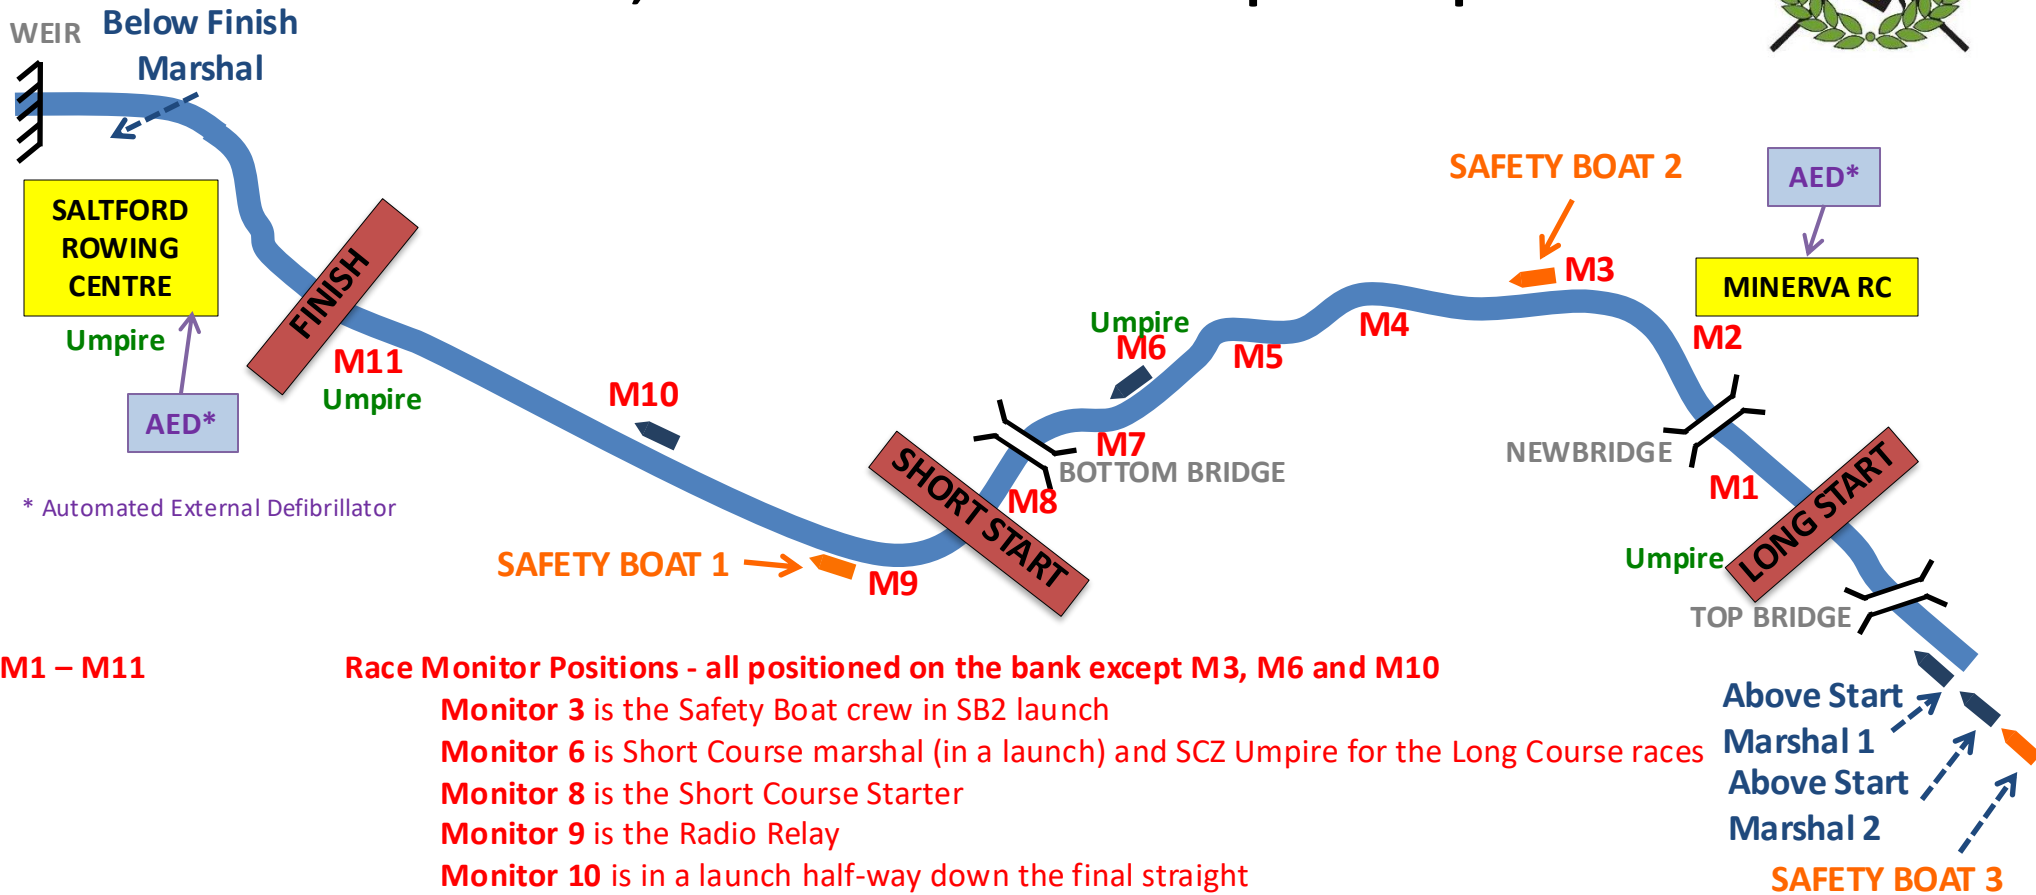 WEIR
Below Finish
Marshal
SALTFORD
ROWING
CENTRE
Umpire
AED*
* Automated External Defibrillator
FINISH
M11
Umpire
M10
SAFETY BOAT 1
M9
SHORT START
M8
BOTTOM BRIDGE
M7
Umpire
M6
M5
M4
SAFETY BOAT 2
M3
AED*
MINERVA RC
M2
NEWBRIDGE
M1
LONG START
Umpire
TOP BRIDGE
Above Start
Marshal 1
Above Start
Marshal 2
SAFETY BOAT 3
M1 – M11 Race Monitor Positions - all positioned on the bank except M3, M6 and M10
Monitor 3 is the Safety Boat crew in SB2 launch
Monitor 6 is Short Course marshal (in a launch) and SCZ Umpire for the Long Course races
Monitor 8 is the Short Course Starter
Monitor 9 is the Radio Relay
Monitor 10 is in a launch half-way down the final straight